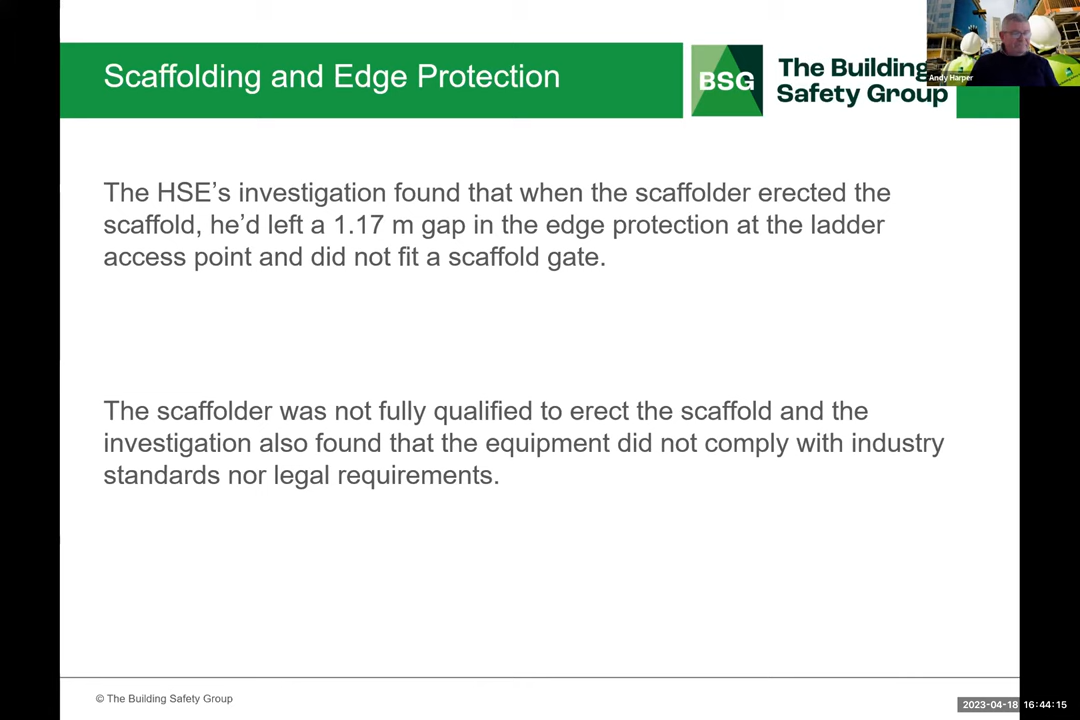 Scaffolding and Edge Protection
BSG
The Building
Safety Group
Andy Harper
The HSE’s investigation found that when the scaffolder erected the
scaffold, he’d left a 1.17 m gap in the edge protection at the ladder
access point and did not fit a scaffold gate.
The scaffolder was not fully qualified to erect the scaffold and the
investigation also found that the equipment did not comply with industry
standards nor legal requirements.
© The Building Safety Group
2023-04-18 16:44:15